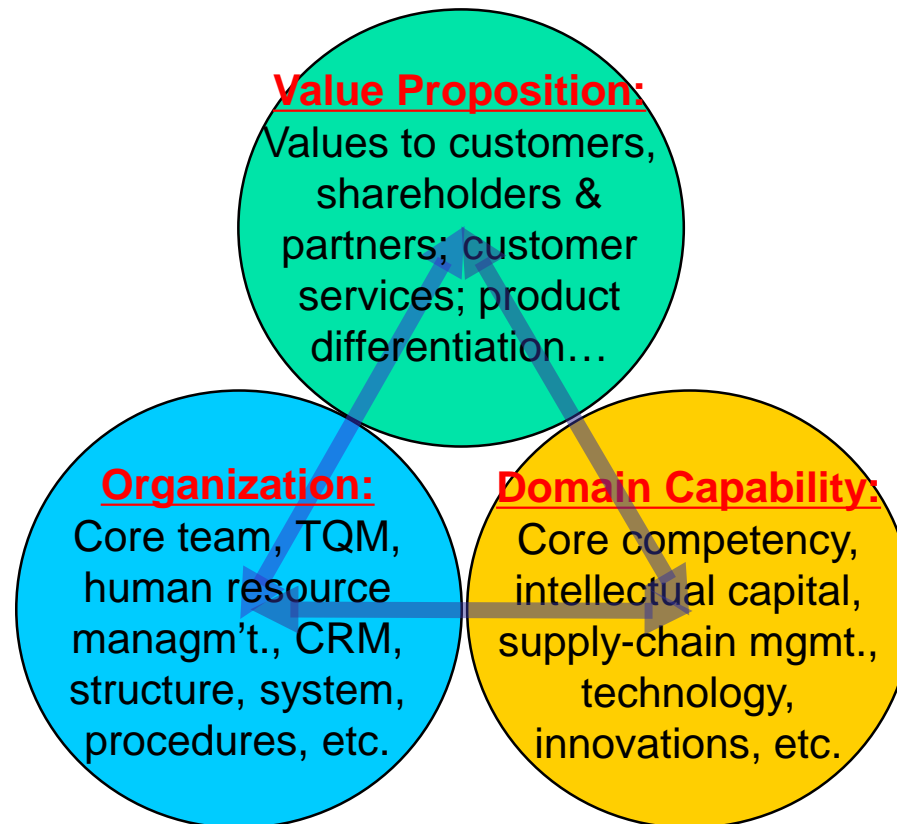 Value Proposition:
Values to customers,
shareholders &
partners; customer
services; product
differentiation…
Organization:
Core team, TQM,
human resource
managm’t., CRM,
structure, system,
procedures, etc.
Domain Capability:
Core competency,
intellectual capital,
supply-chain mgmt.,
technology,
innovations, etc.